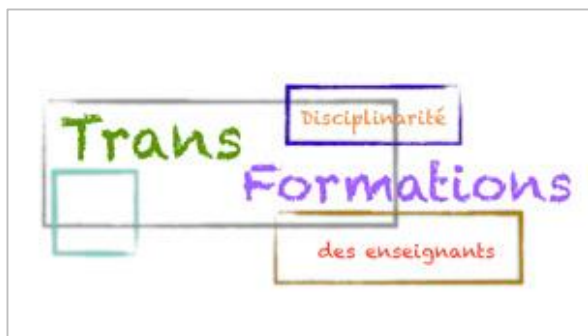 Trans
Disciplinarité
Formations
des enseignants